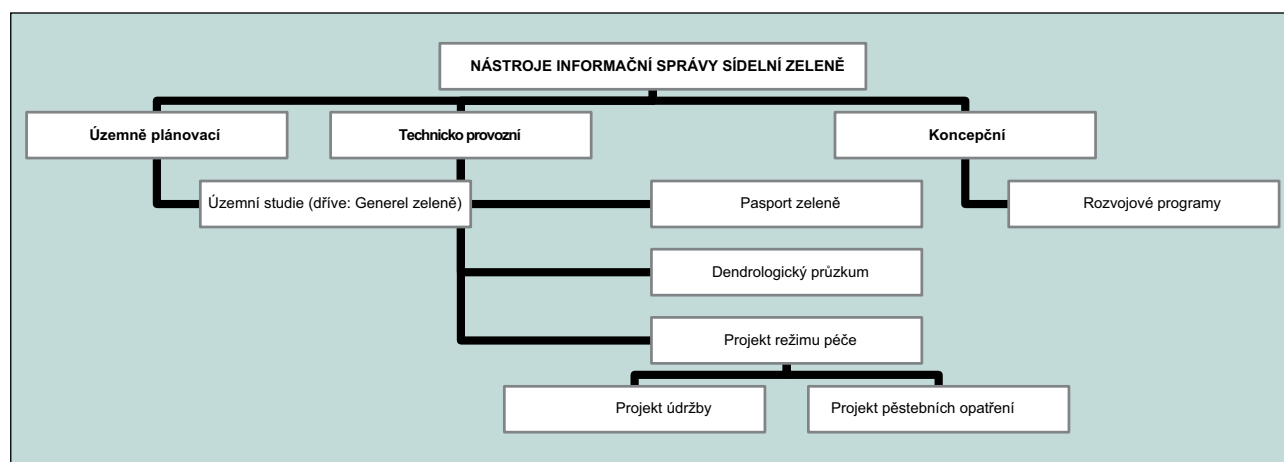 NÁSTROJE INFORMAČNÍ SPRÁVY SÍDELNÍ ZELENĚ
Územně plánovací
Technicko provozní
Koncepční
Územní studie (dříve: Generel zeleně)
Pasport zeleně
Rozvojové programy
Dendrologický průzkum
Projekt režimu péče
Projekt údržby
Projekt pěstebních opatření